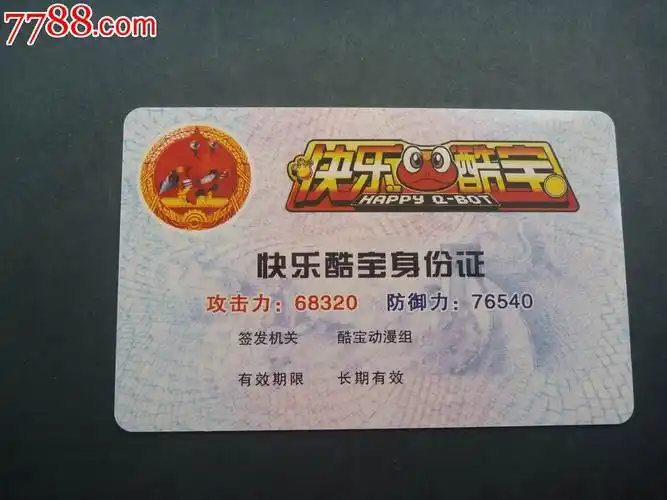 7788.com
快乐酷宝
HAPPY Q-BOT
快乐酷宝身份证
攻击力：68320 防御力：76540
签发机关 酷宝动漫组
有效期限 长期有效